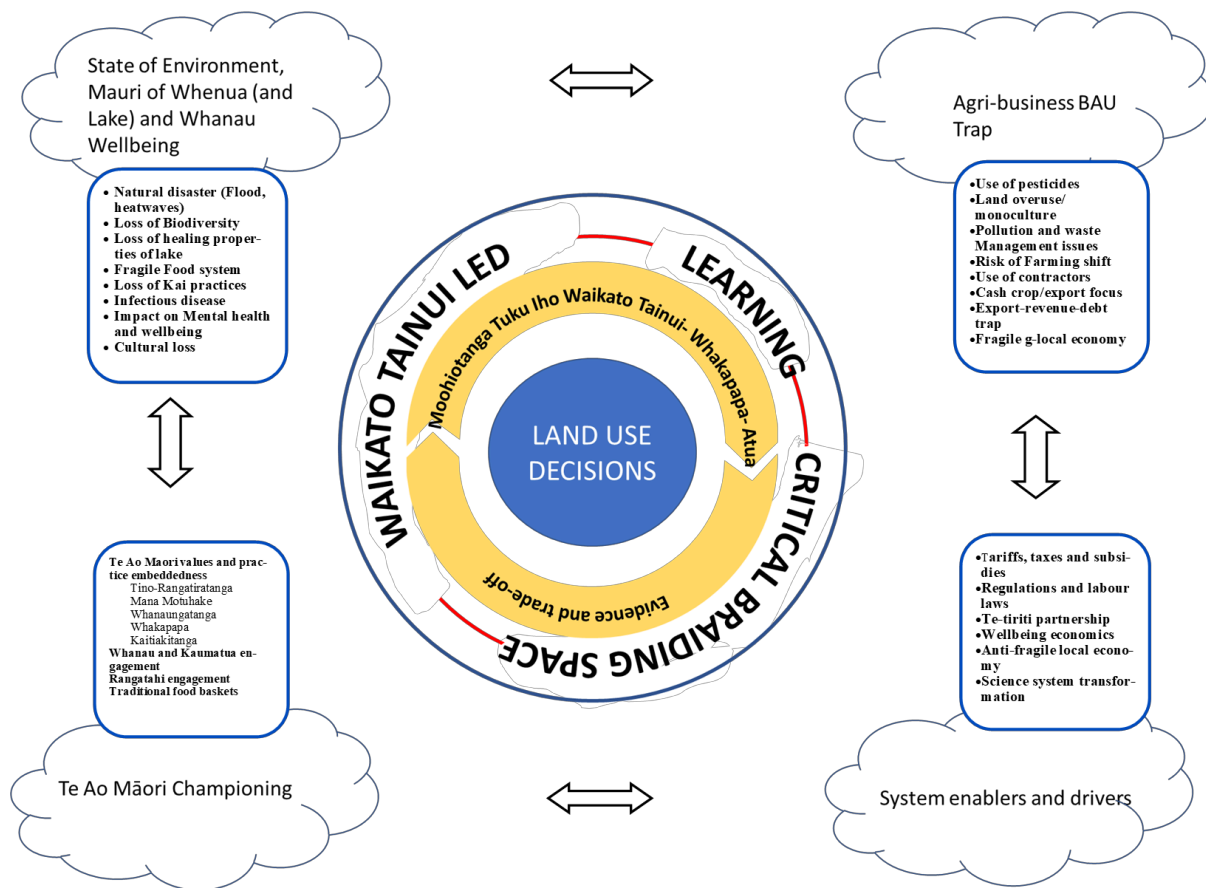 State of Environment,
Mauri of Whenua (and
Lake) and Whanau
Wellbeing
• Natural disaster (Flood,
heatwaves)
• Loss of Biodiversity
• Loss of healing proper-
ties of lake
• Fragile Food system
• Loss of Kai practices
• Infectious disease
• Impact on Mental health
and wellbeing
• Cultural loss
Agri-business BAU
Trap
•Use of pesticides
•Land overuse/
monoculture
•Pollution and waste
Management issues
•Risk of Farming shift
•Use of contractors
•Cash crop/export focus
•Export-revenue-debt
trap
•Fragile g-local economy
WAIKATO TAINUI LED
LEARNING
CRITICAL BRAIDING SPACE
Moohiotanga Tuku Iho Waikato Tainui- Whakapapa- Atua
Evidence and trade-off
LAND USE
DECISIONS
Te Ao Maori values and prac-
tice embeddedness
Tino-Rangatiratanga
Mana Motuhake
Whanaungatanga
Whakapapa
Kaitiakitanga
Whanau and Kaumatua en-
gagement
Rangatahi engagement
Traditional food baskets
Te Ao Māori Championing
•Tariffs, taxes and subsi-
dies
•Regulations and labour
laws
•Te-tiriti partnership
•Wellbeing economics
•Anti-fragile local econo-
my
•Science system transfor-
mation
System enablers and drivers